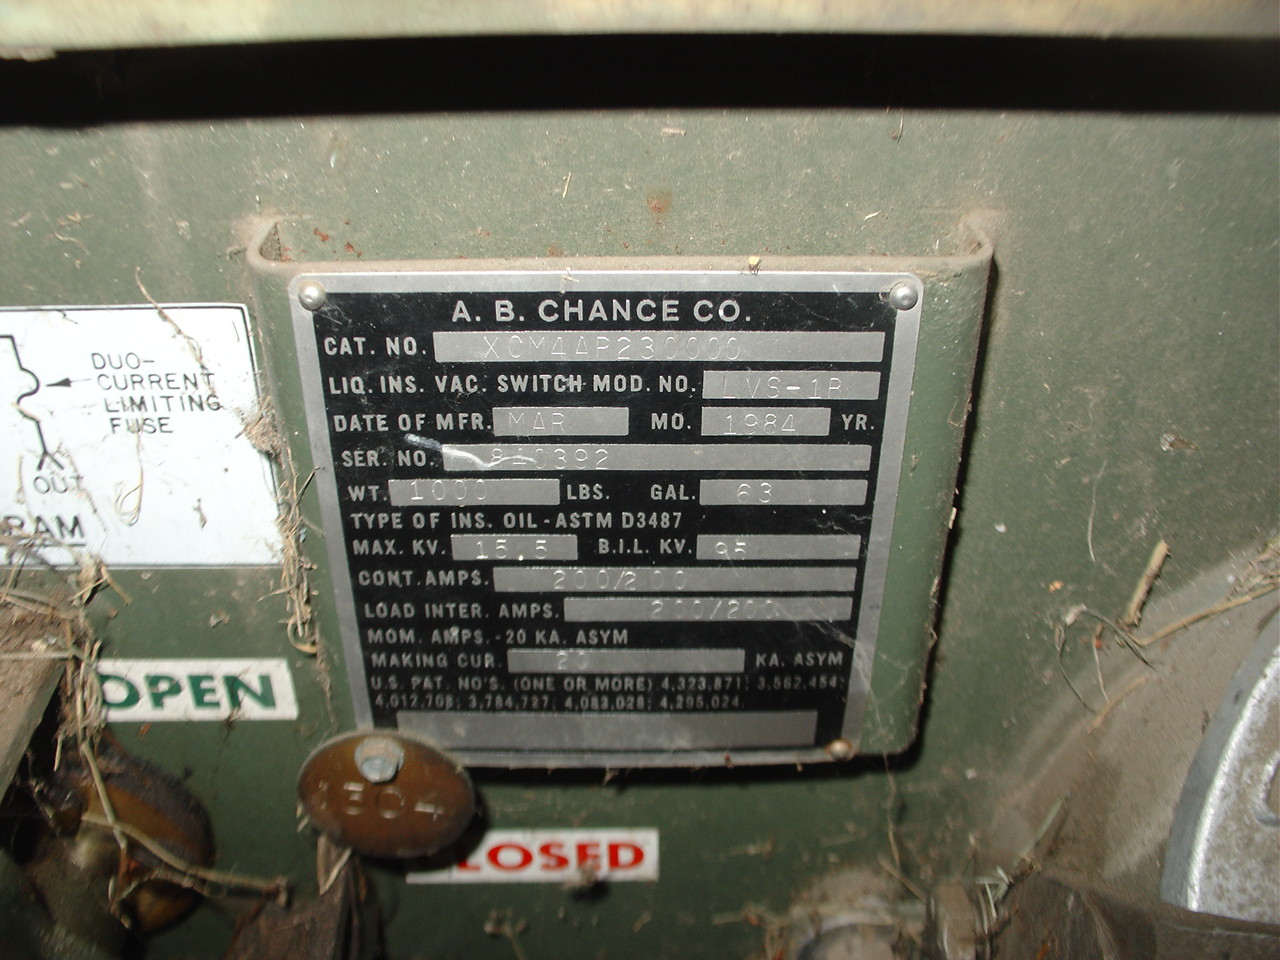 A. B. CHANCE CO.
CAT. NO. XCM44P230000
LIQ. INS. VAC. SWITCH MOD. NO. LVS-1B
DATE OF MFR. MAR MO. 1984 YR.
SER. NO. 840392
WT. 1000 LBS. GAL. 63
TYPE OF INS. OIL - ASTM D3487
MAX. KV. 15.5 B.I.L. KV. 95
CONT. AMPS. 200/200
LOAD INTER. AMPS. 200/200
MOM. AMPS. - 20 KA. ASYM
MAKING CUR. 20 KA. ASYM
U.S. PAT. NO'S. (ONE OR MORE) 4,323,871; 3,562,454;
4,012,708; 3,784,727; 4,083,028; 4,295,024.
DUO-
CURRENT
LIMITING
FUSE
OUT
RAM
OPEN
1504
LOSED